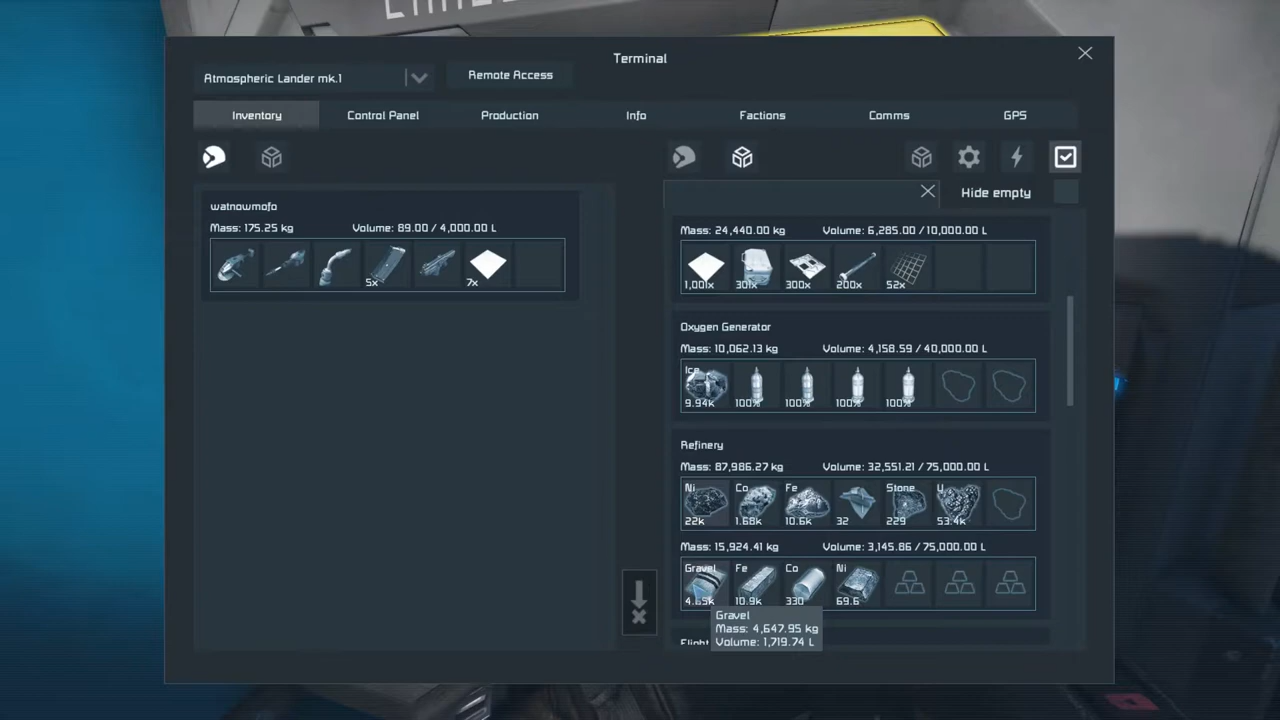 Terminal
Atmospheric Lander mk.1
Remote Access
Inventory
Control Panel
Production
Info
Factions
Comms
GPS
Hide empty
watnowmofo
Mass: 175.25 kg
Volume: 89.00 / 4,000.00 L
5x
7x
Mass: 24,440.00 kg
Volume: 6,285.00 / 10,000.00 L
1,001x
301x
300x
200x
52x
Oxygen Generator
Mass: 10,062.13 kg
Volume: 4,158.59 / 40,000.00 L
Ice
9.94k
100%
100%
100%
100%
Refinery
Mass: 87,986.27 kg
Volume: 32,551.21 / 75,000.00 L
Ni
Co
Fe
Stone
U
22k
1.68k
10.6k
32
229
53.4k
Mass: 15,924.41 kg
Volume: 3,145.86 / 75,000.00 L
Gravel
Fe
Co
Ni
4.65k
10.9k
330
69.6
Gravel
Mass: 4,647.95 kg
Volume: 1,719.74 L
Flight